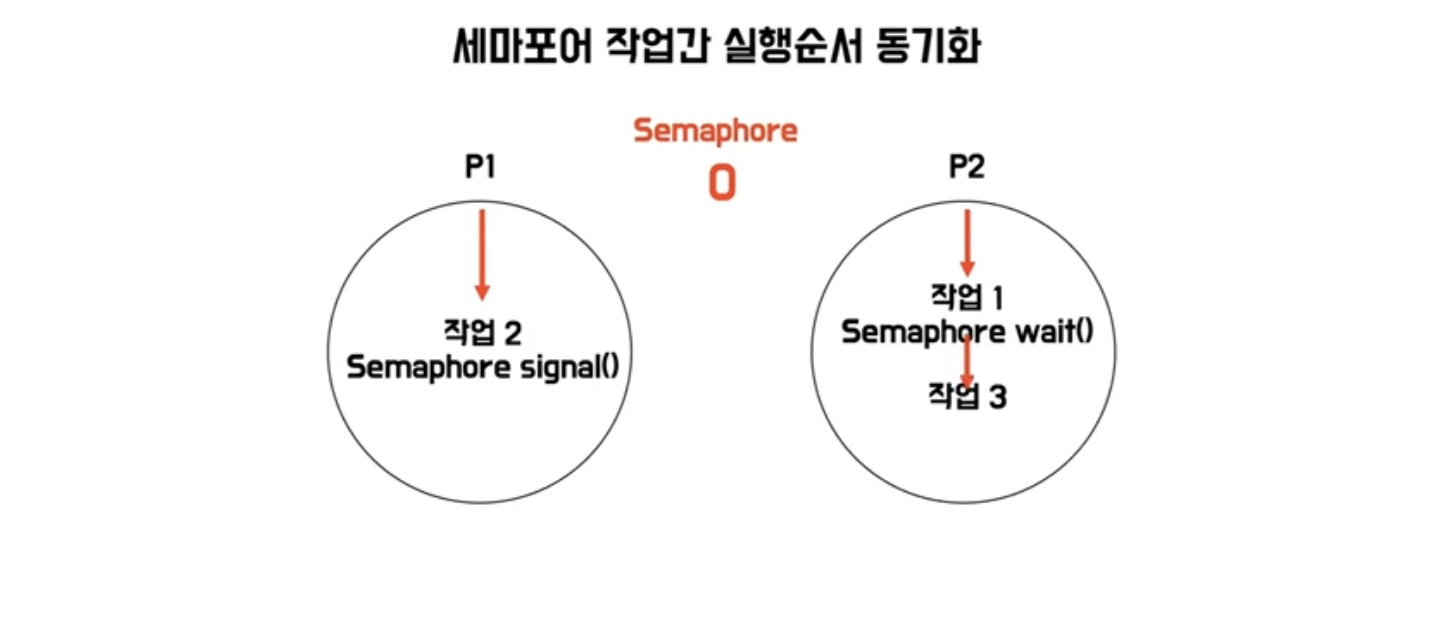 세마포어 작업간 실행순서 동기화
Semaphore
0
P1
작업 2
Semaphore signal()
P2
작업 1
Semaphore wait()
작업 3